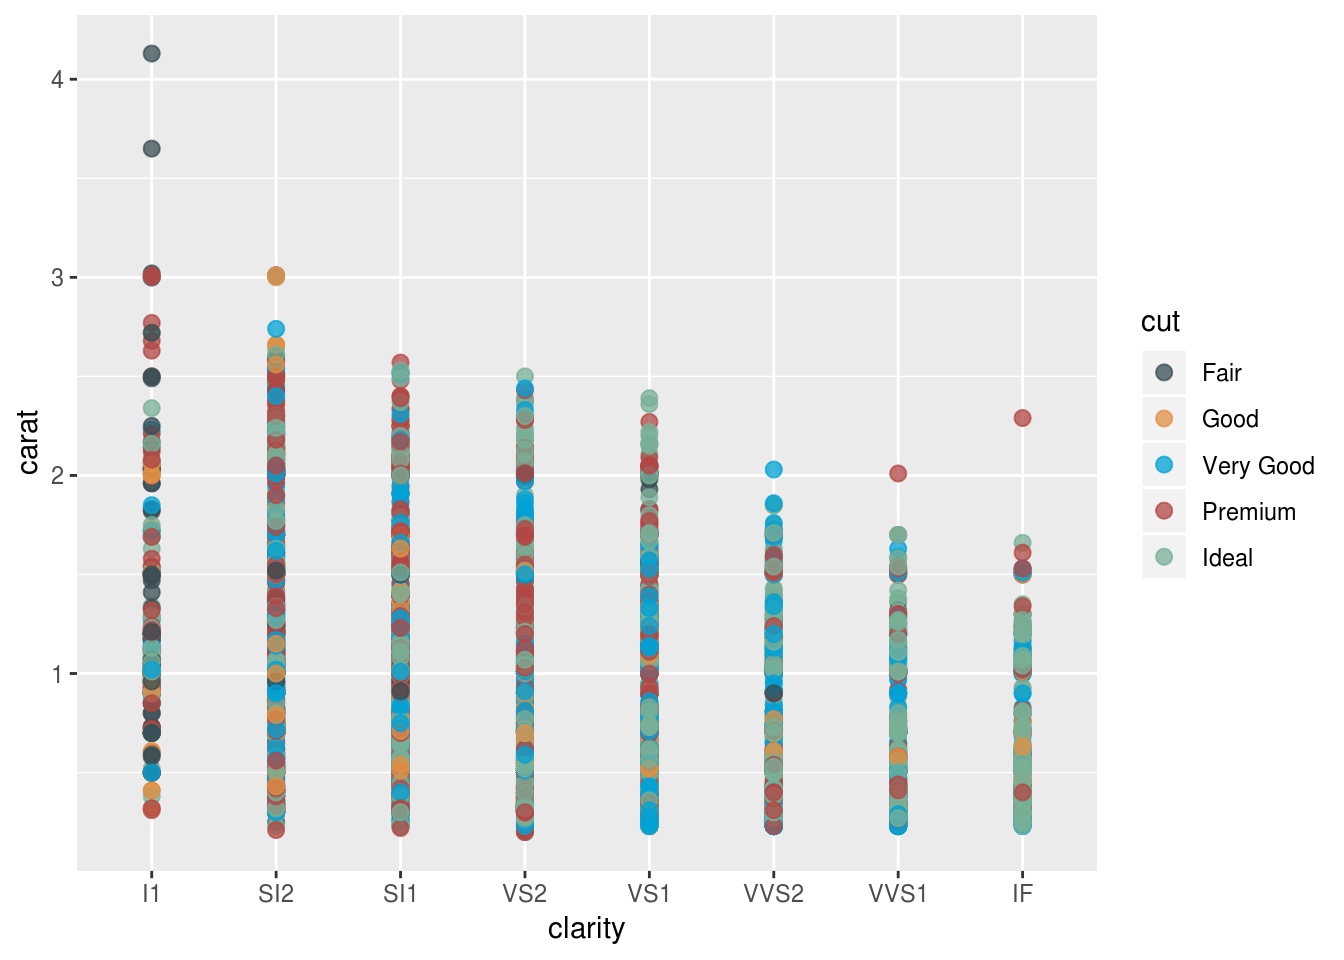 4
3
2
1
carat
I1 SI2 SI1 VS2 VS1 VVS2 VVS1 IF
clarity
cut
Fair
Good
Very Good
Premium
Ideal